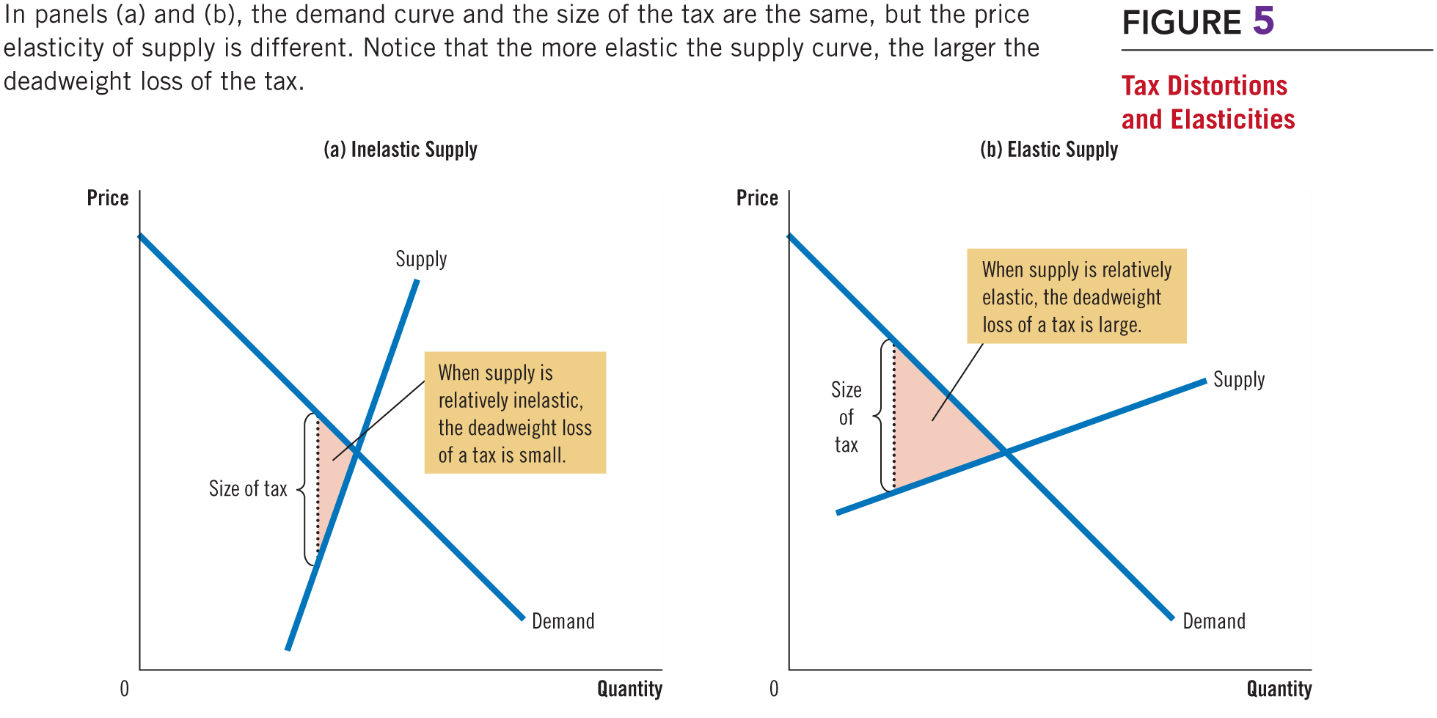 In panels (a) and (b), the demand curve and the size of the tax are the same, but the price
elasticity of supply is different. Notice that the more elastic the supply curve, the larger the
deadweight loss of the tax.
FIGURE 5
Tax Distortions
and Elasticities
(a) Inelastic Supply
Price
Supply
When supply is
relatively inelastic,
the deadweight loss
of a tax is small.
Size of tax
Demand
0
Quantity
(b) Elastic Supply
Price
When supply is relatively
elastic, the deadweight
loss of a tax is large.
Size
of
tax
Supply
Demand
0
Quantity